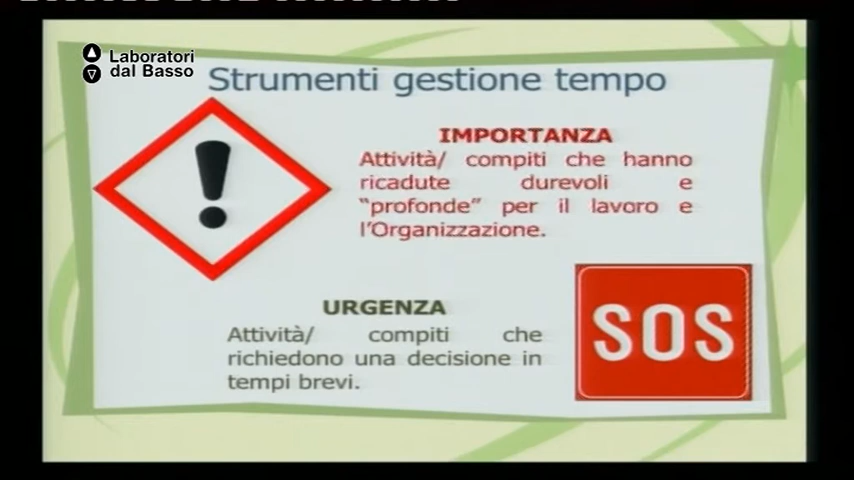 Laboratori
dal Basso
Strumenti gestione tempo
IMPORTANZA
Attività/ compiti che hanno
ricadute durevoli e
“profonde” per il lavoro e
l’Organizzazione.
URGENZA
Attività/ compiti che
richiedono una decisione in
tempi brevi.
SOS